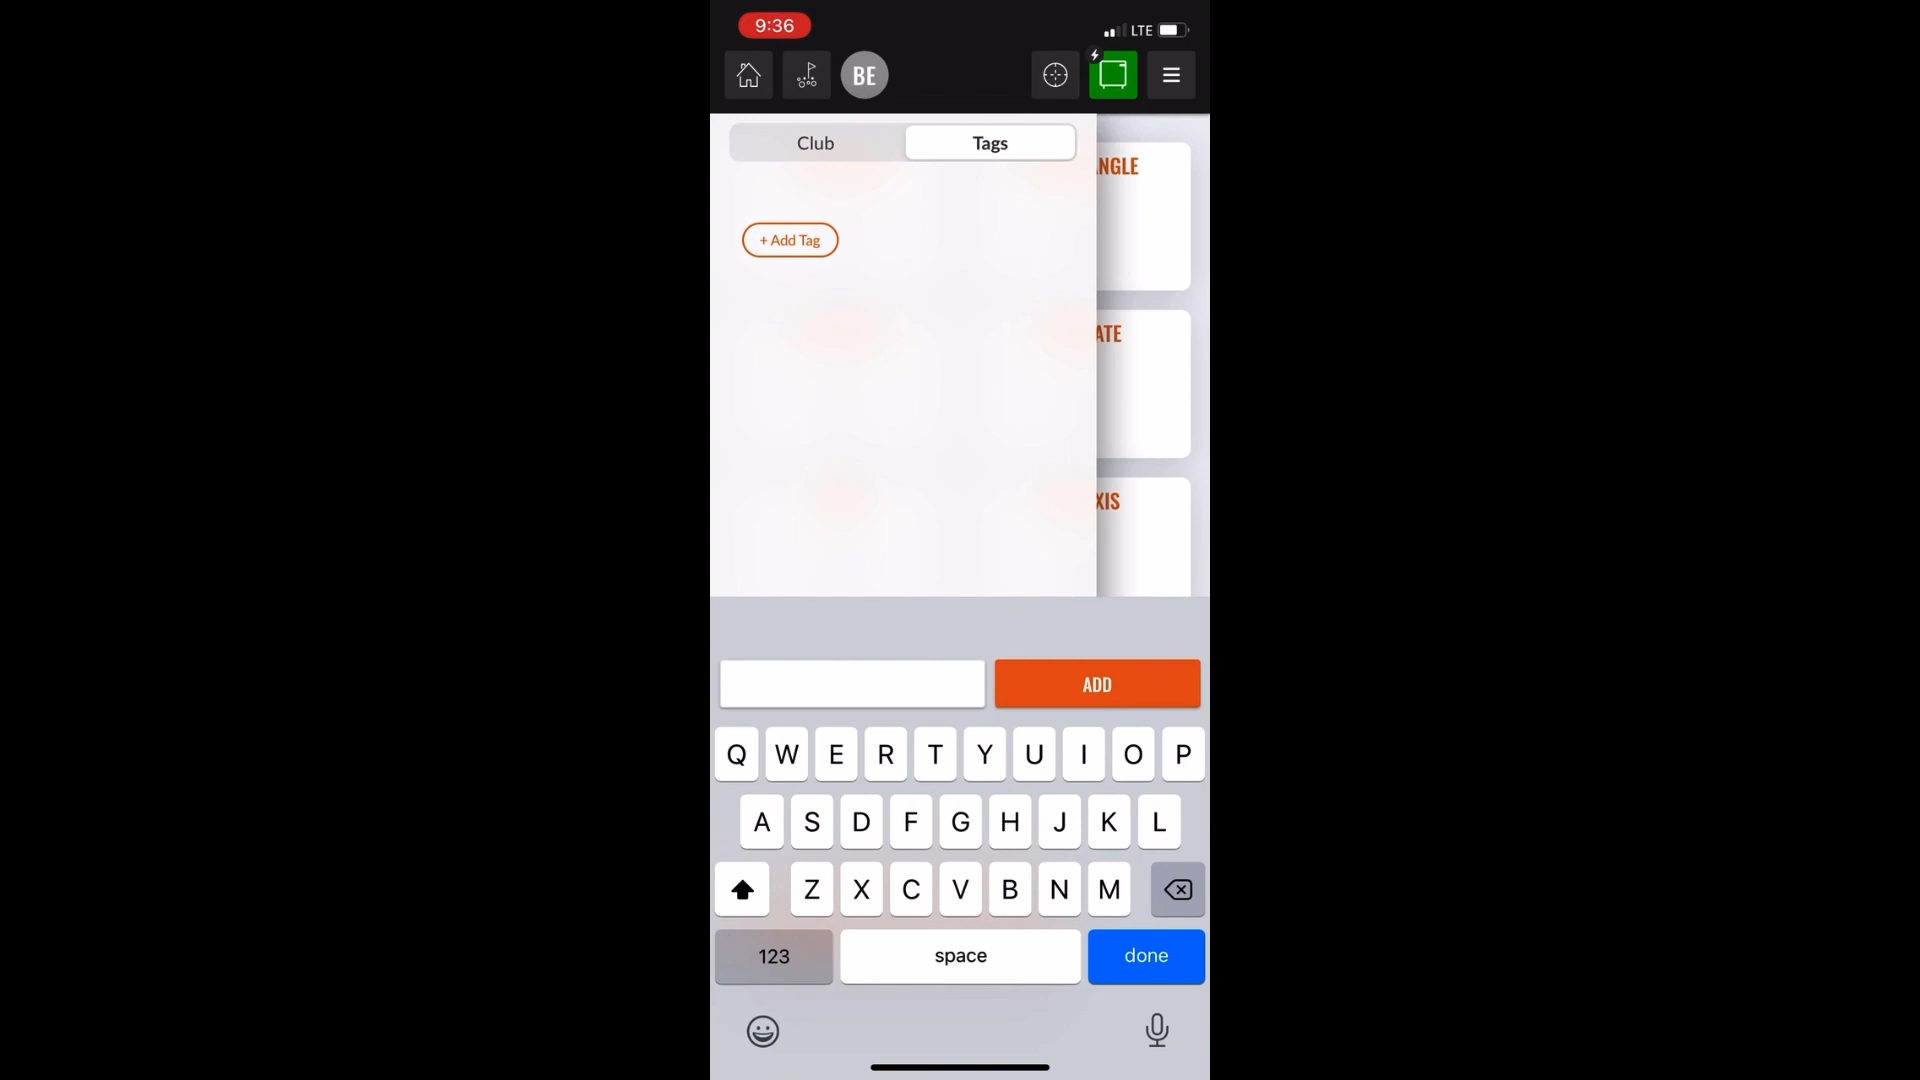 9:36
LTE
BE
Club
Tags
NGLE
+ Add Tag
ATE
XIS
ADD
Q W E R T Y U I O P
A S D F G H J K L
Z X C V B N M
123
space
done